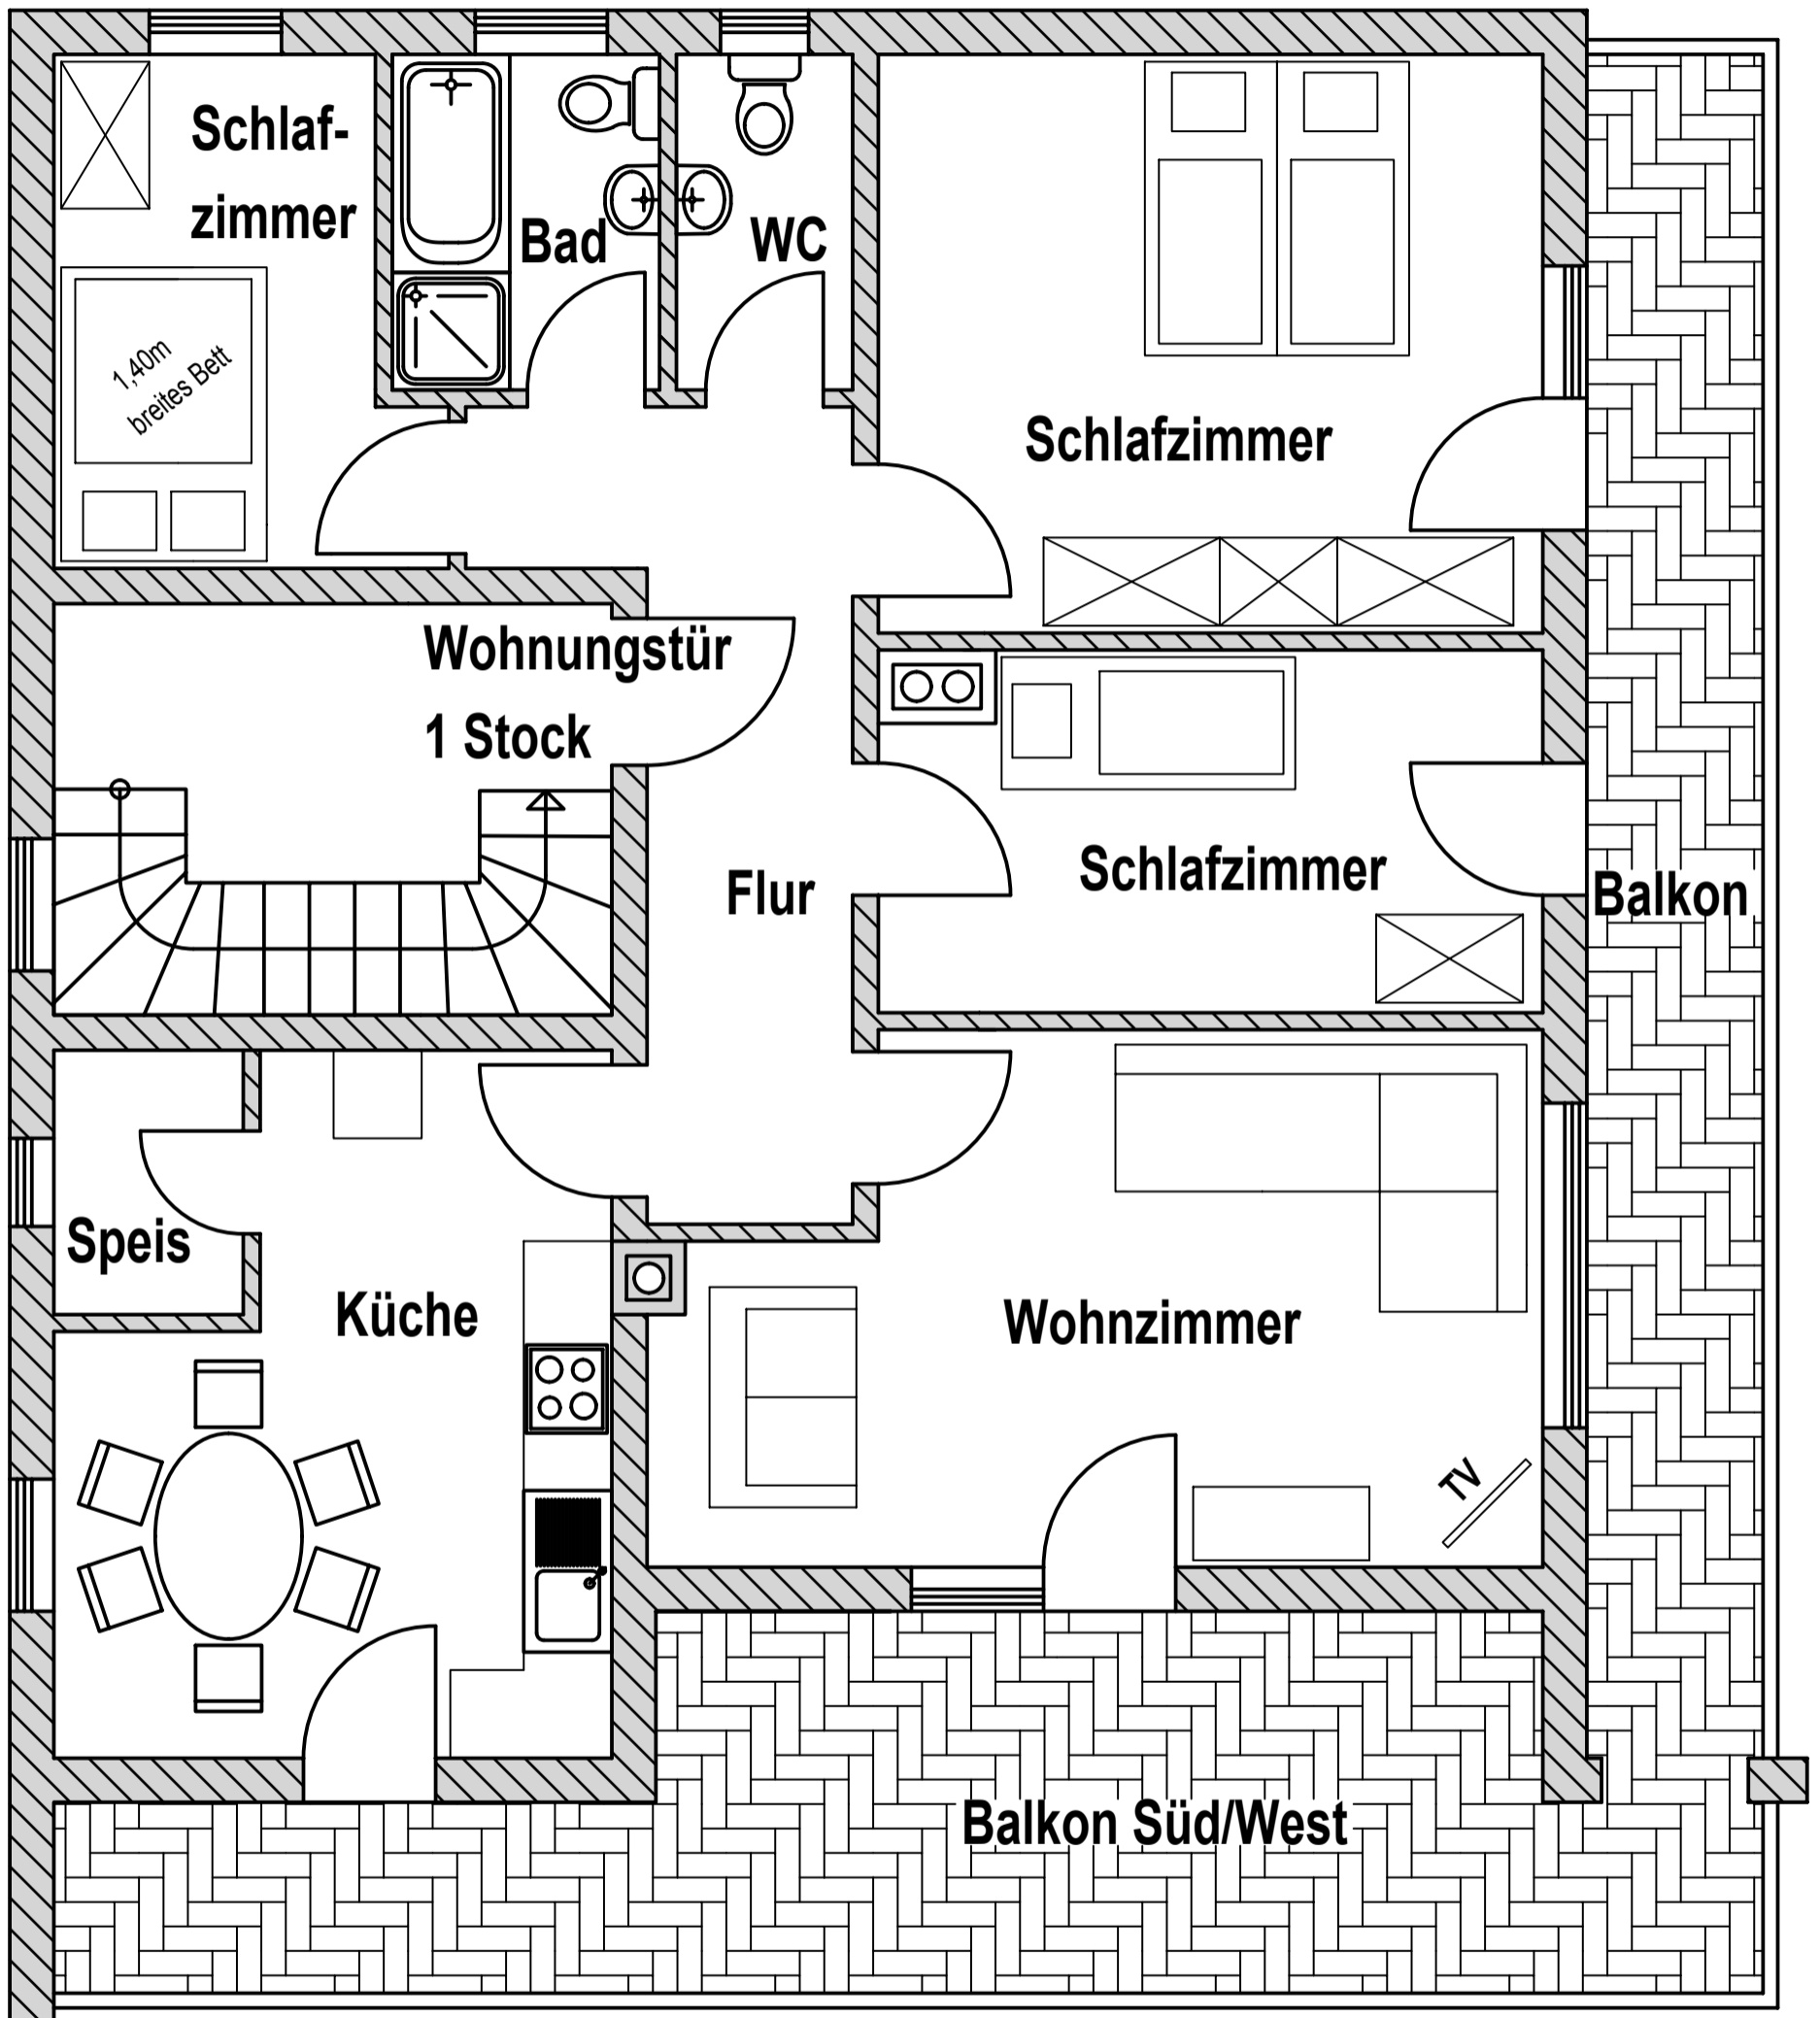 Schlaf-
zimmer
Bad
WC
1,40m
breites Bett
Schlafzimmer
Wohnungstür
1 Stock
Flur
Schlafzimmer
Balkon
Speis
Küche
Wohnzimmer
TV
Balkon Süd/West